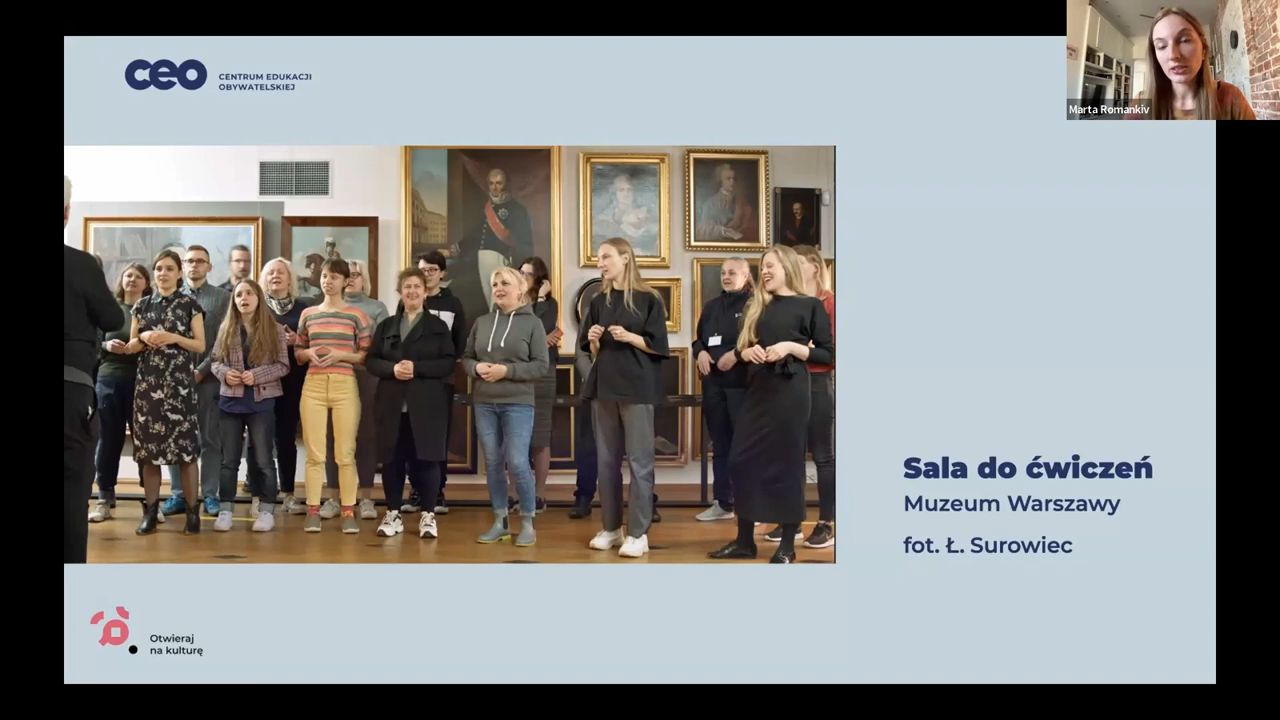 ceo
CENTRUM EDUKACJI
OBYWATELSKIEJ
Marta Romankiv
Sala do ćwiczeń
Muzeum Warszawy
fot. Ł. Surowiec
Otwieraj
na kulturę